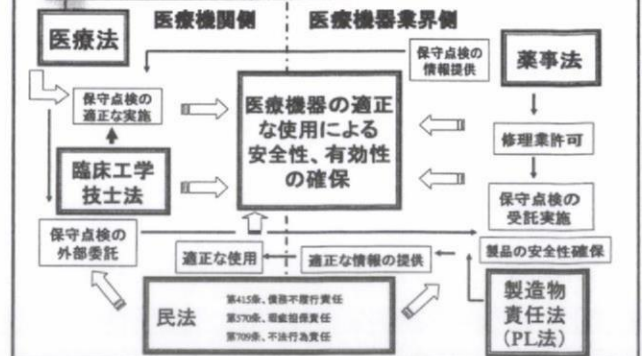 医療機関側
医療機器業界側
医療法
保守点検の
情報提供
薬事法
保守点検の
適正な実施
医療機器の適正
な使用による
安全性、有効性
の確保
修理業許可
臨床工学
技士法
保守点検の
受託実施
保守点検の
外部委託
適正な使用
適正な情報の提供
製品の安全性確保
民法
第415条、債務不履行責任
第570条、瑕疵担保責任
第709条、不法行為責任
製造物
責任法
(PL法)